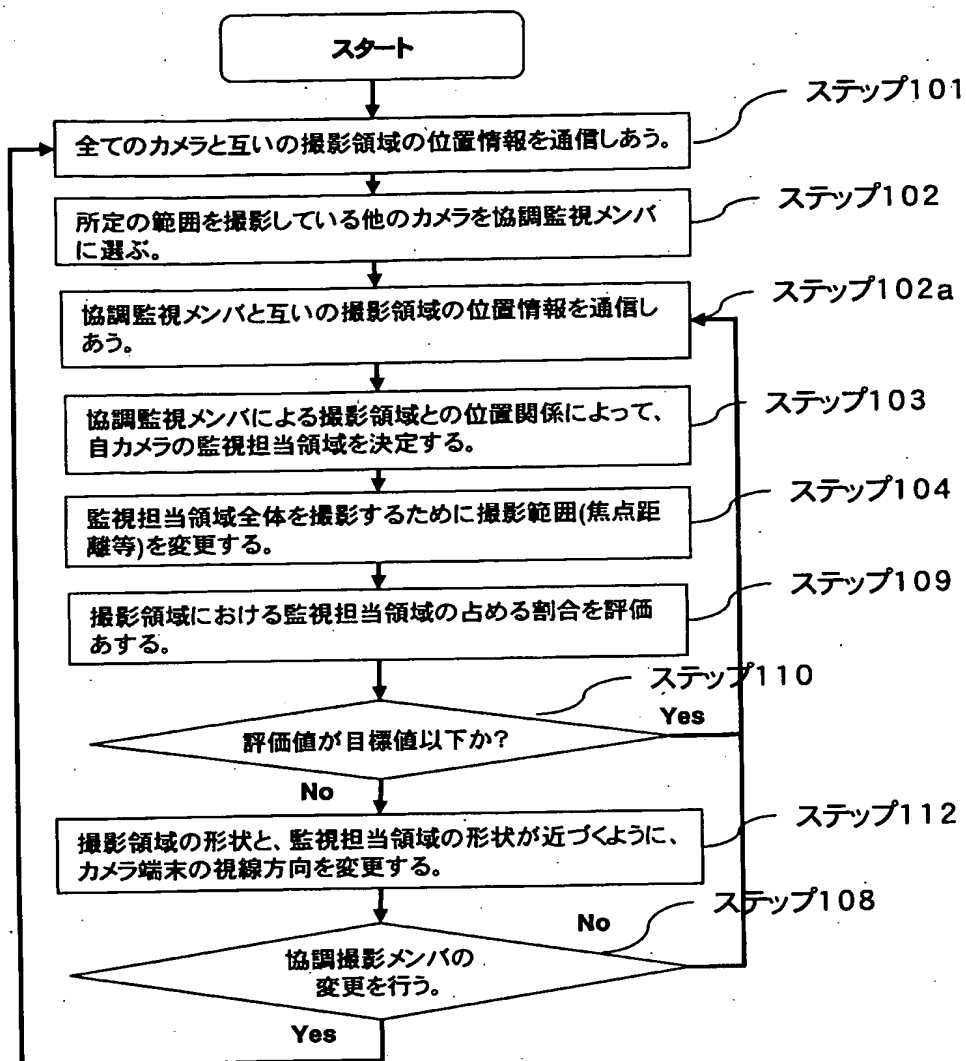 スタート
ステップ101
全てのカメラと互いの撮影領域の位置情報を通信しあう。
ステップ102
所定の範囲を撮影している他のカメラを協調監視メンバ
に選ぶ。
ステップ102a
協調監視メンバと互いの撮影領域の位置情報を通信し
あう。
ステップ103
協調監視メンバによる撮影領域との位置関係によって、
自カメラの監視担当領域を決定する。
ステップ104
監視担当領域全体を撮影するために撮影範囲(焦点距
離等)を変更する。
ステップ109
撮影領域における監視担当領域の占める割合を評価
あする。
ステップ110
評価値が目標値以下か?
Yes
No
ステップ112
撮影領域の形状と、監視担当領域の形状が近づくように、
カメラ端末の視線方向を変更する。
ステップ108
No
協調撮影メンバの
変更を行う。
Yes